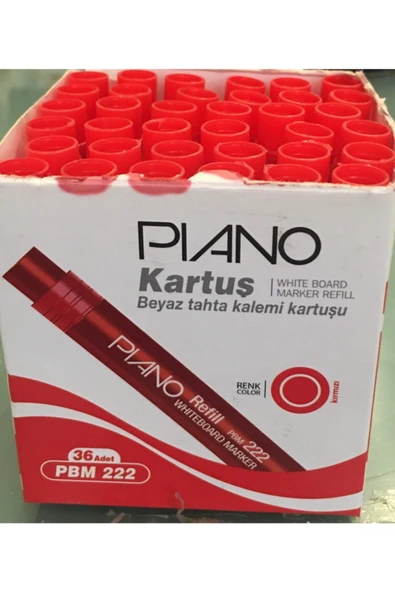 PIANO
Kartuş
WHITE BOARD
MARKER REFILL
Beyaz tahta kalemi kartuşu
PIANO Refill
WHITEBOARD MARKER
PBM 222
RENK
COLOR
kırmızı
36 Adet
PBM 222